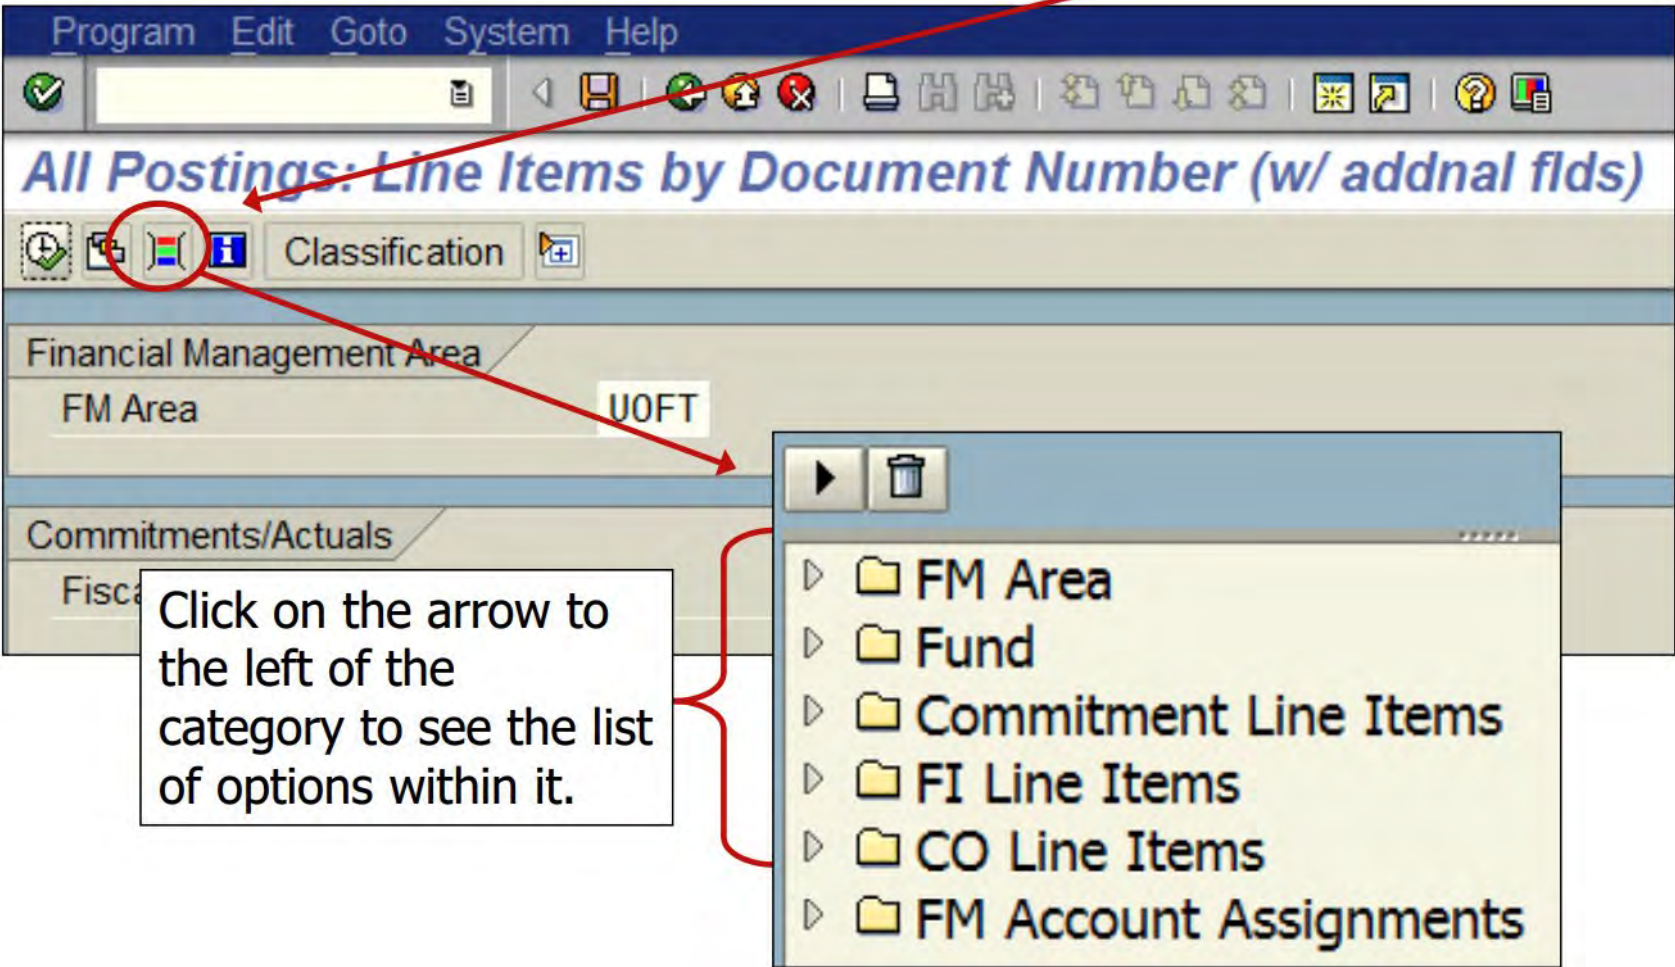 Program Edit Goto System Help
All Postings: Line Items by Document Number (w/ addnal flds)
Classification
Financial Management Area
FM Area UOFT
Commitments/Actuals
Fisca
Click on the arrow to
the left of the
category to see the list
of options within it.
FM Area
Fund
Commitment Line Items
FI Line Items
CO Line Items
FM Account Assignments